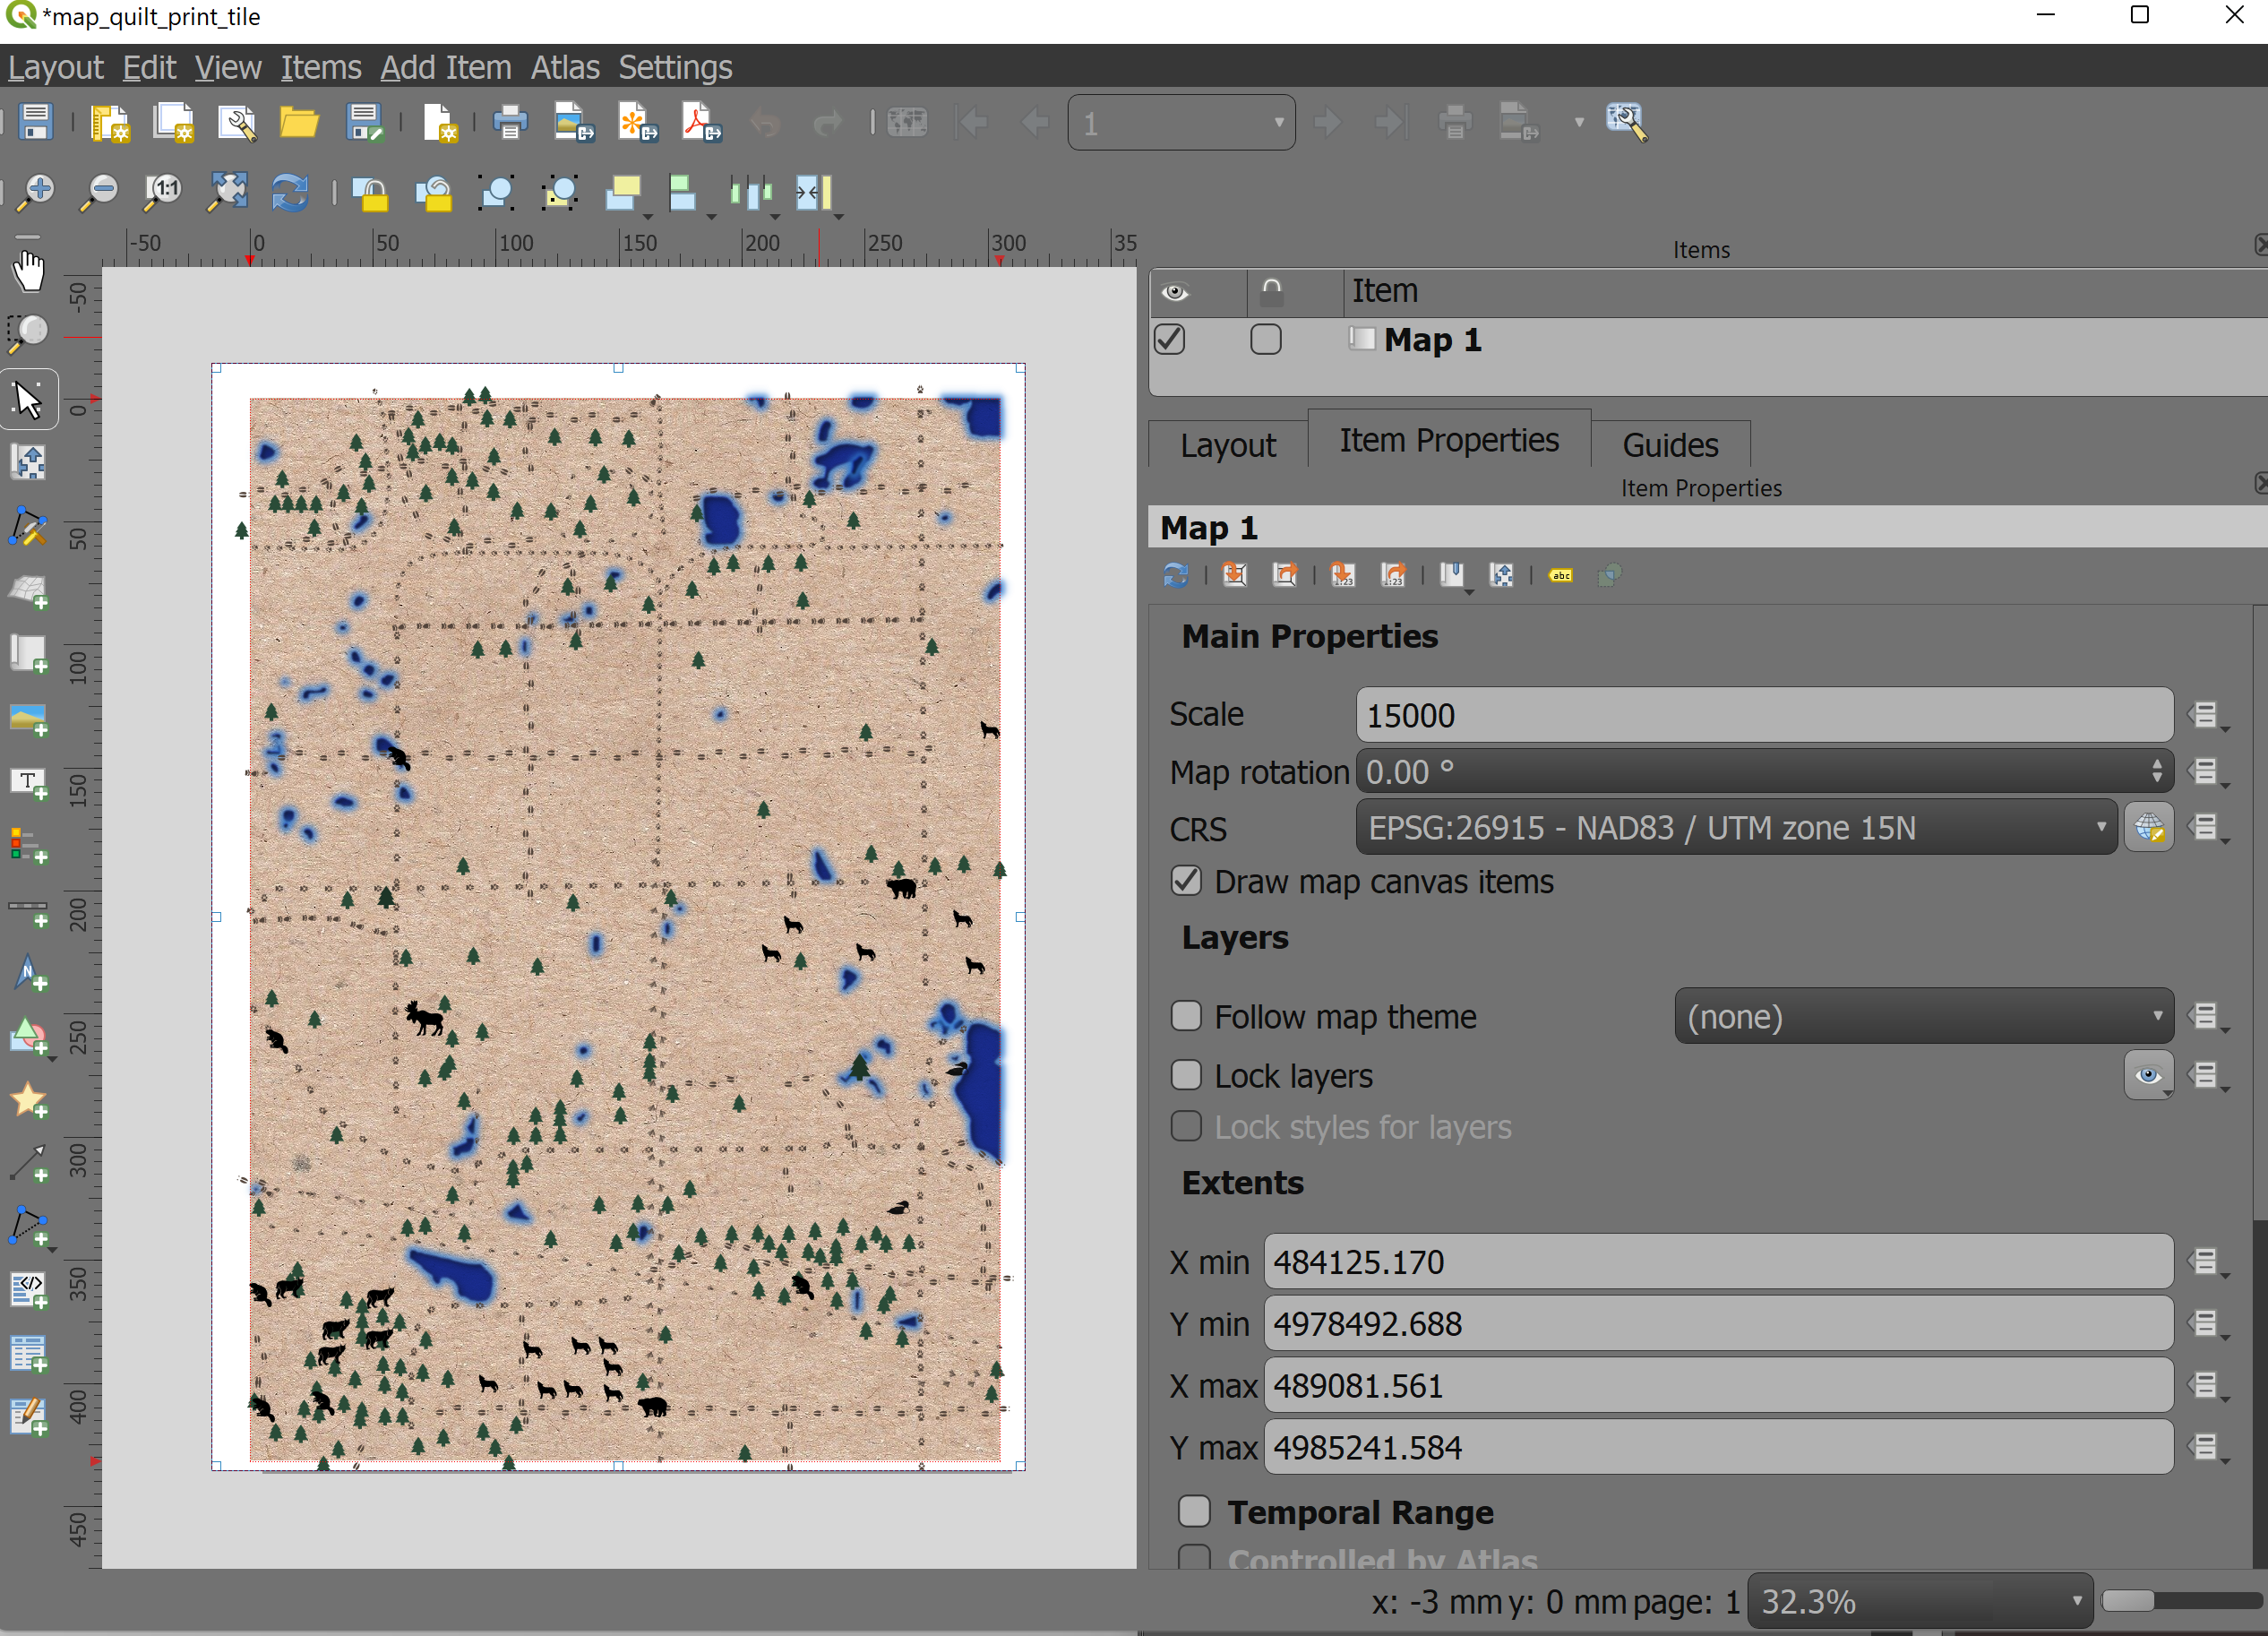 *map_quilt_print_tile
Layout Edit View Items Add Item Atlas Settings
1
1:1
-50 0 50 100 150 200 250 300 35
-50
0
50
100
150
200
250
300
350
400
450
T
N
</>
Items
Item
Map 1
Layout Item Properties Guides
Item Properties
Map 1
123 123 abc
Main Properties
Scale 15000
Map rotation 0.00 °
CRS EPSG:26915 - NAD83 / UTM zone 15N
Draw map canvas items
Layers
Follow map theme (none)
Lock layers
Lock styles for layers
Extents
X min 484125.170
Y min 4978492.688
X max 489081.561
Y max 4985241.584
Temporal Range
Controlled by Atlas
x: -3 mm y: 0 mm page: 1 32.3%